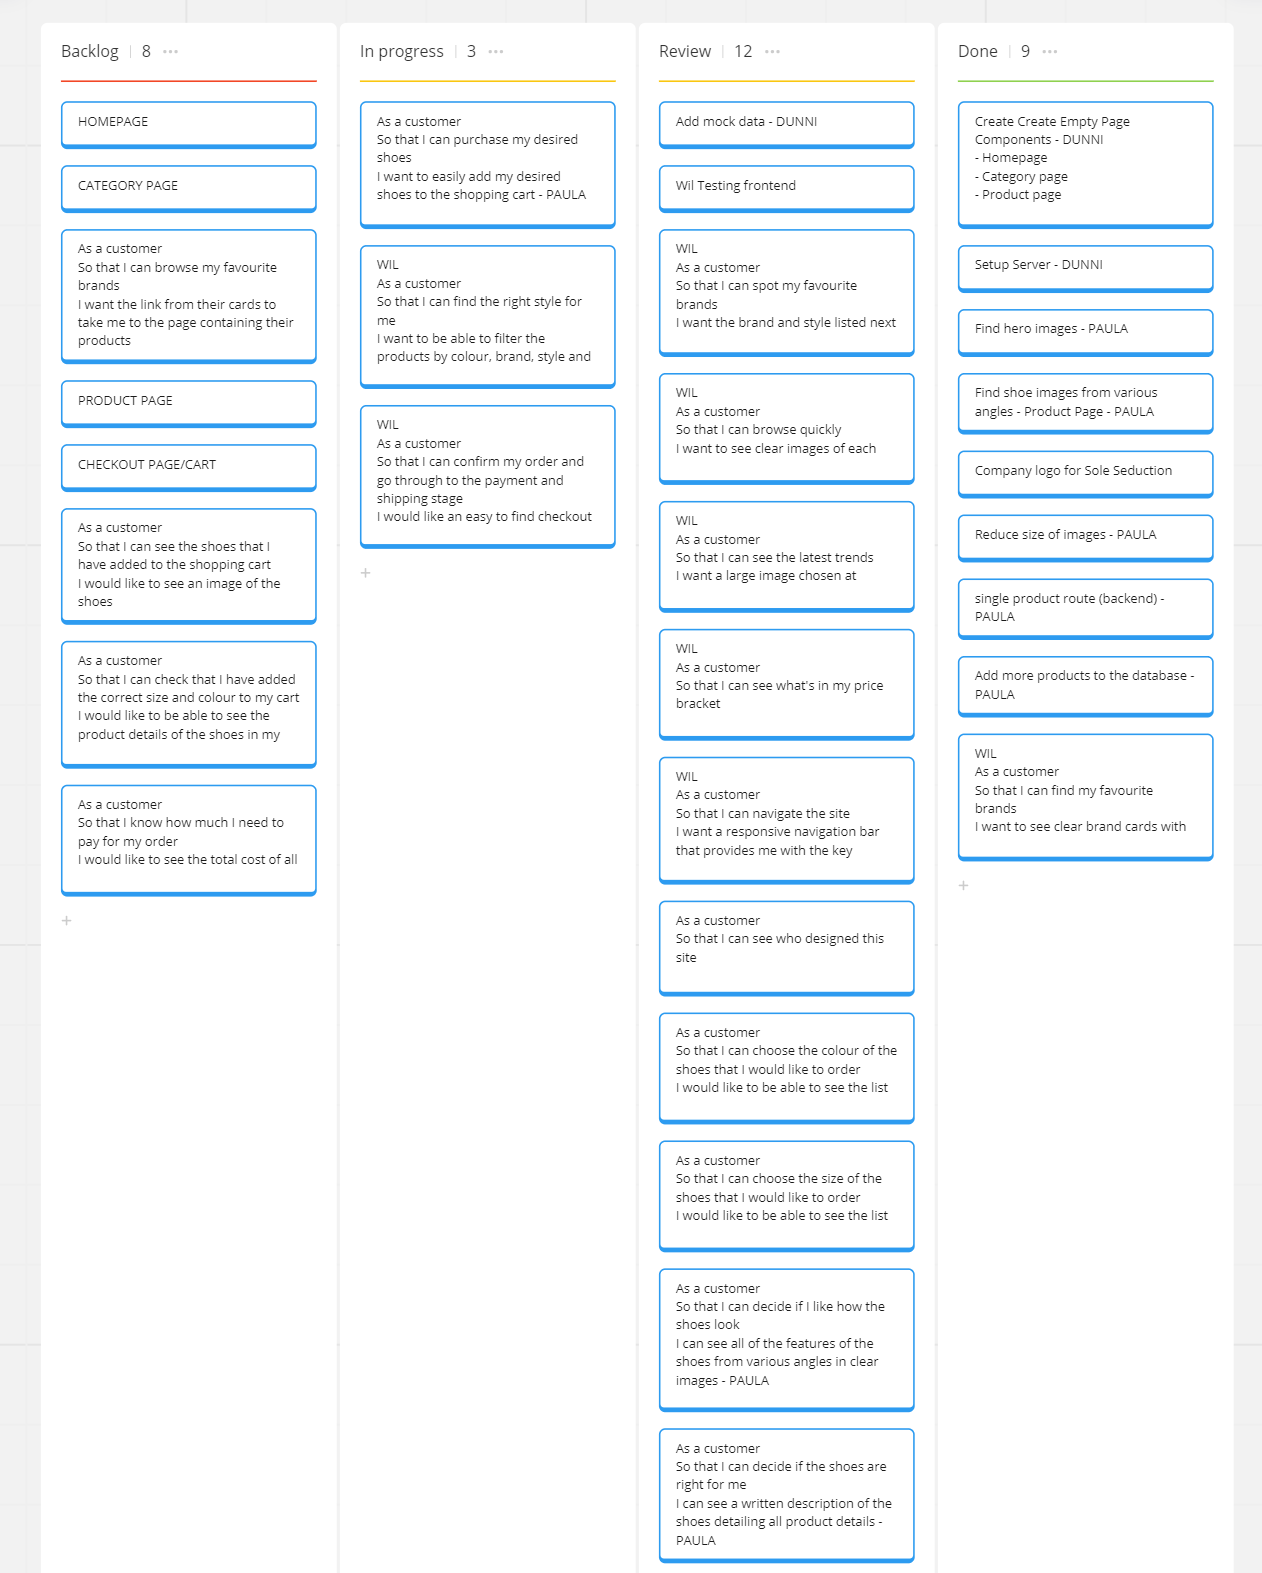 Backlog 8 ...
HOMEPAGE
CATEGORY PAGE
As a customer
So that I can browse my favourite
brands
I want the link from their cards to
take me to the page containing their
products
PRODUCT PAGE
CHECKOUT PAGE/CART
As a customer
So that I can see the shoes that I
have added to the shopping cart
I would like to see an image of the
shoes
As a customer
So that I can check that I have added
the correct size and colour to my cart
I would like to be able to see the
product details of the shoes in my
As a customer
So that I know how much I need to
pay for my order
I would like to see the total cost of all
+
In progress 3 ...
As a customer
So that I can purchase my desired
shoes
I want to easily add my desired
shoes to the shopping cart - PAULA
WIL
As a customer
So that I can find the right style for
me
I want to be able to filter the
products by colour, brand, style and
WIL
As a customer
So that I can confirm my order and
go through to the payment and
shipping stage
I would like an easy to find checkout
+
Review 12 ...
Add mock data - DUNNI
Wil Testing frontend
WIL
As a customer
So that I can spot my favourite
brands
I want the brand and style listed next
WIL
As a customer
So that I can browse quickly
I want to see clear images of each
WIL
As a customer
So that I can see the latest trends
I want a large image chosen at
WIL
As a customer
So that I can see what's in my price
bracket
WIL
As a customer
So that I can navigate the site
I want a responsive navigation bar
that provides me with the key
As a customer
So that I can see who designed this
site
As a customer
So that I can choose the colour of the
shoes that I would like to order
I would like to be able to see the list
As a customer
So that I can choose the size of the
shoes that I would like to order
I would like to be able to see the list
As a customer
So that I can decide if I like how the
shoes look
I can see all of the features of the
shoes from various angles in clear
images - PAULA
As a customer
So that I can decide if the shoes are
right for me
I can see a written description of the
shoes detailing all product details -
PAULA
Done 9 ...
Create Create Empty Page
Components - DUNNI
- Homepage
- Category page
- Product page
Setup Server - DUNNI
Find hero images - PAULA
Find shoe images from various
angles - Product Page - PAULA
Company logo for Sole Seduction
Reduce size of images - PAULA
single product route (backend) -
PAULA
Add more products to the database -
PAULA
WIL
As a customer
So that I can find my favourite
brands
I want to see clear brand cards with
+